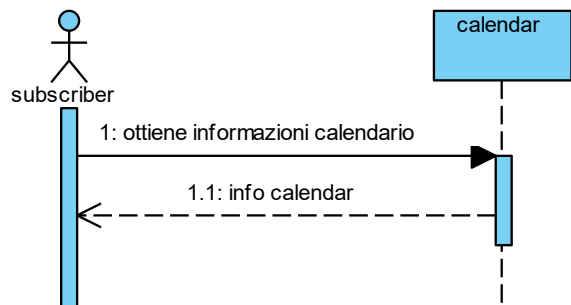 calendar
subscriber
1: ottiene informazioni calendario
1.1: info calendar